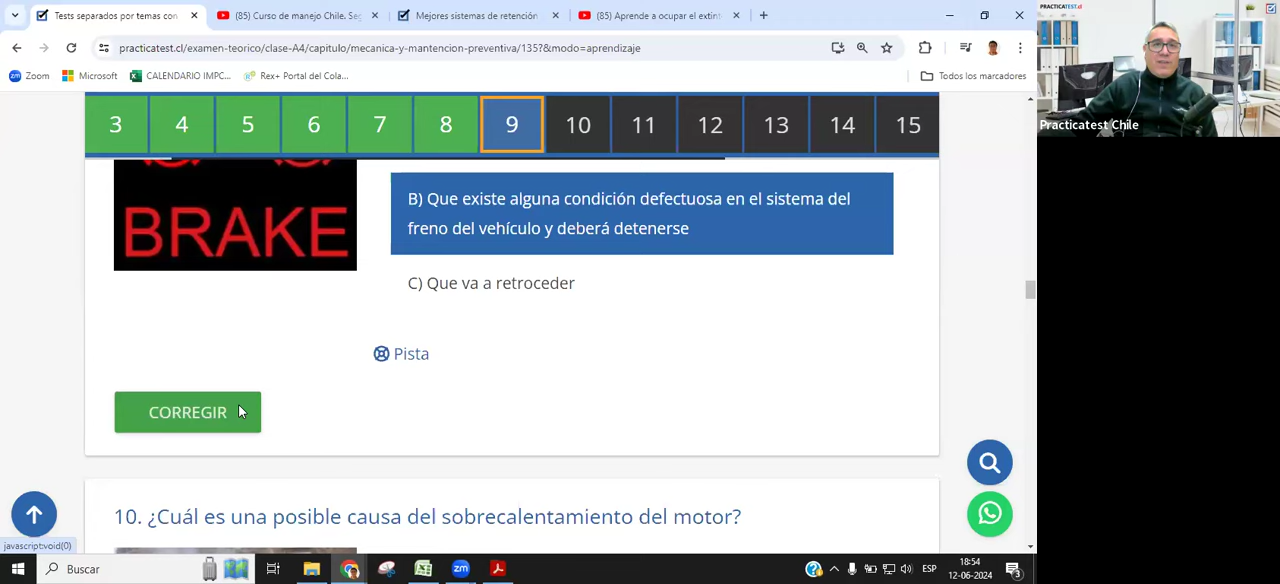 Tests separados por temas con
(85) Curso de manejo Chile. Seg
Mejores sistemas de retención
(85) Aprende a ocupar el extint
practicatest.cl/examen-teorico/clase-A4/capitulo/mecanica-y-mantencion-preventiva/135?&modo=aprendizaje
Zoom
Microsoft
CALENDARIO IMPC...
Rex+ Portal del Cola...
Todos los marcadores
3 4 5 6 7 8 9 10 11 12 13 14 15
BRAKE
B) Que existe alguna condición defectuosa en el sistema del
freno del vehículo y deberá detenerse
C) Que va a retroceder
Pista
CORREGIR
10. ¿Cuál es una posible causa del sobrecalentamiento del motor?
javascript:void(0)
Buscar
zm
ESP
18:54
12-06-2024
3
PRACTICATEST.cl
Practicatest Chile